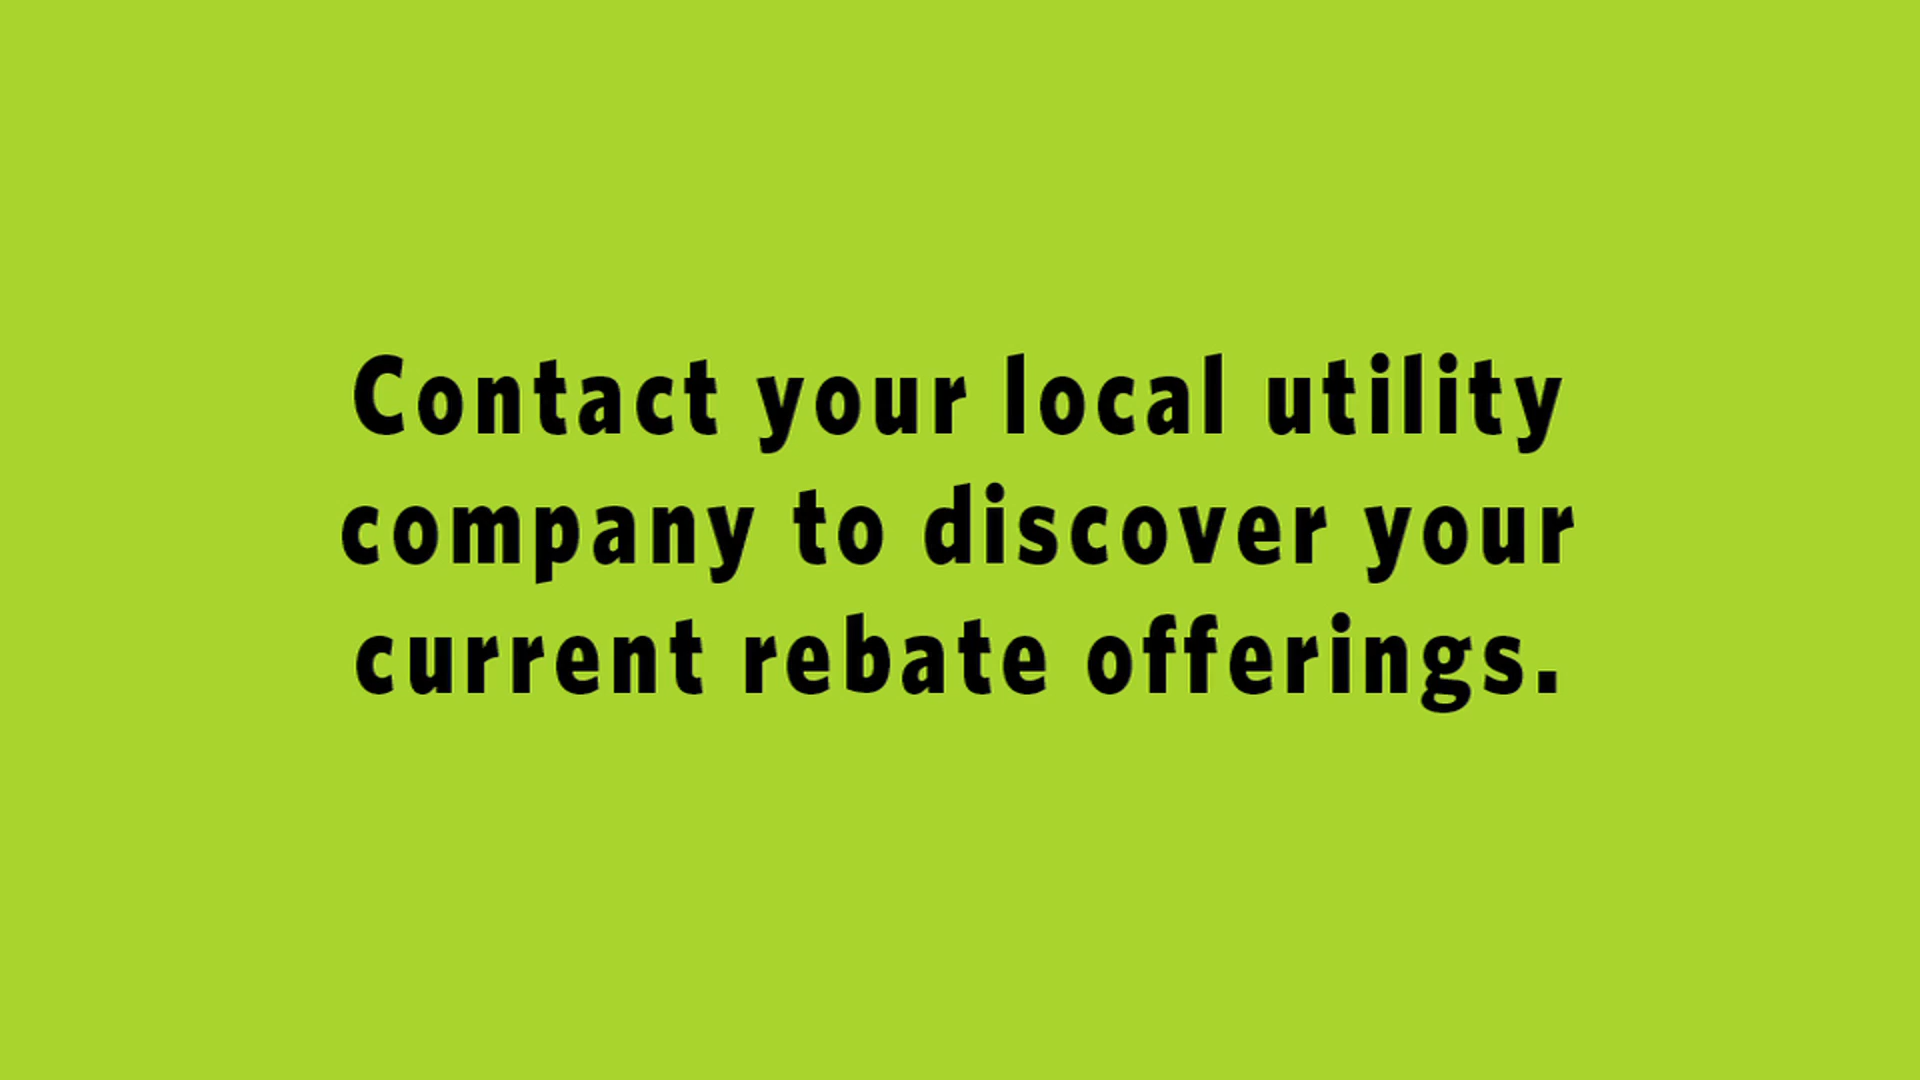 Contact your local utility
company to discover your
current rebate offerings.